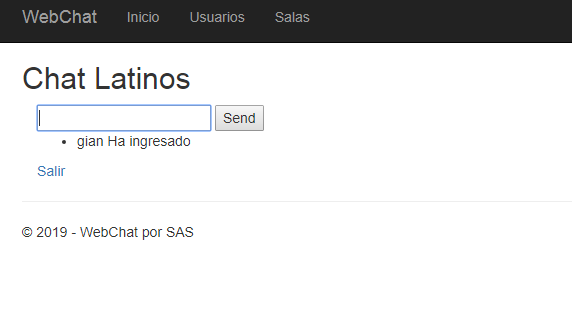 WebChat Inicio Usuarios Salas
Chat Latinos
Send
gian Ha ingresado
Salir
© 2019 - WebChat por SAS